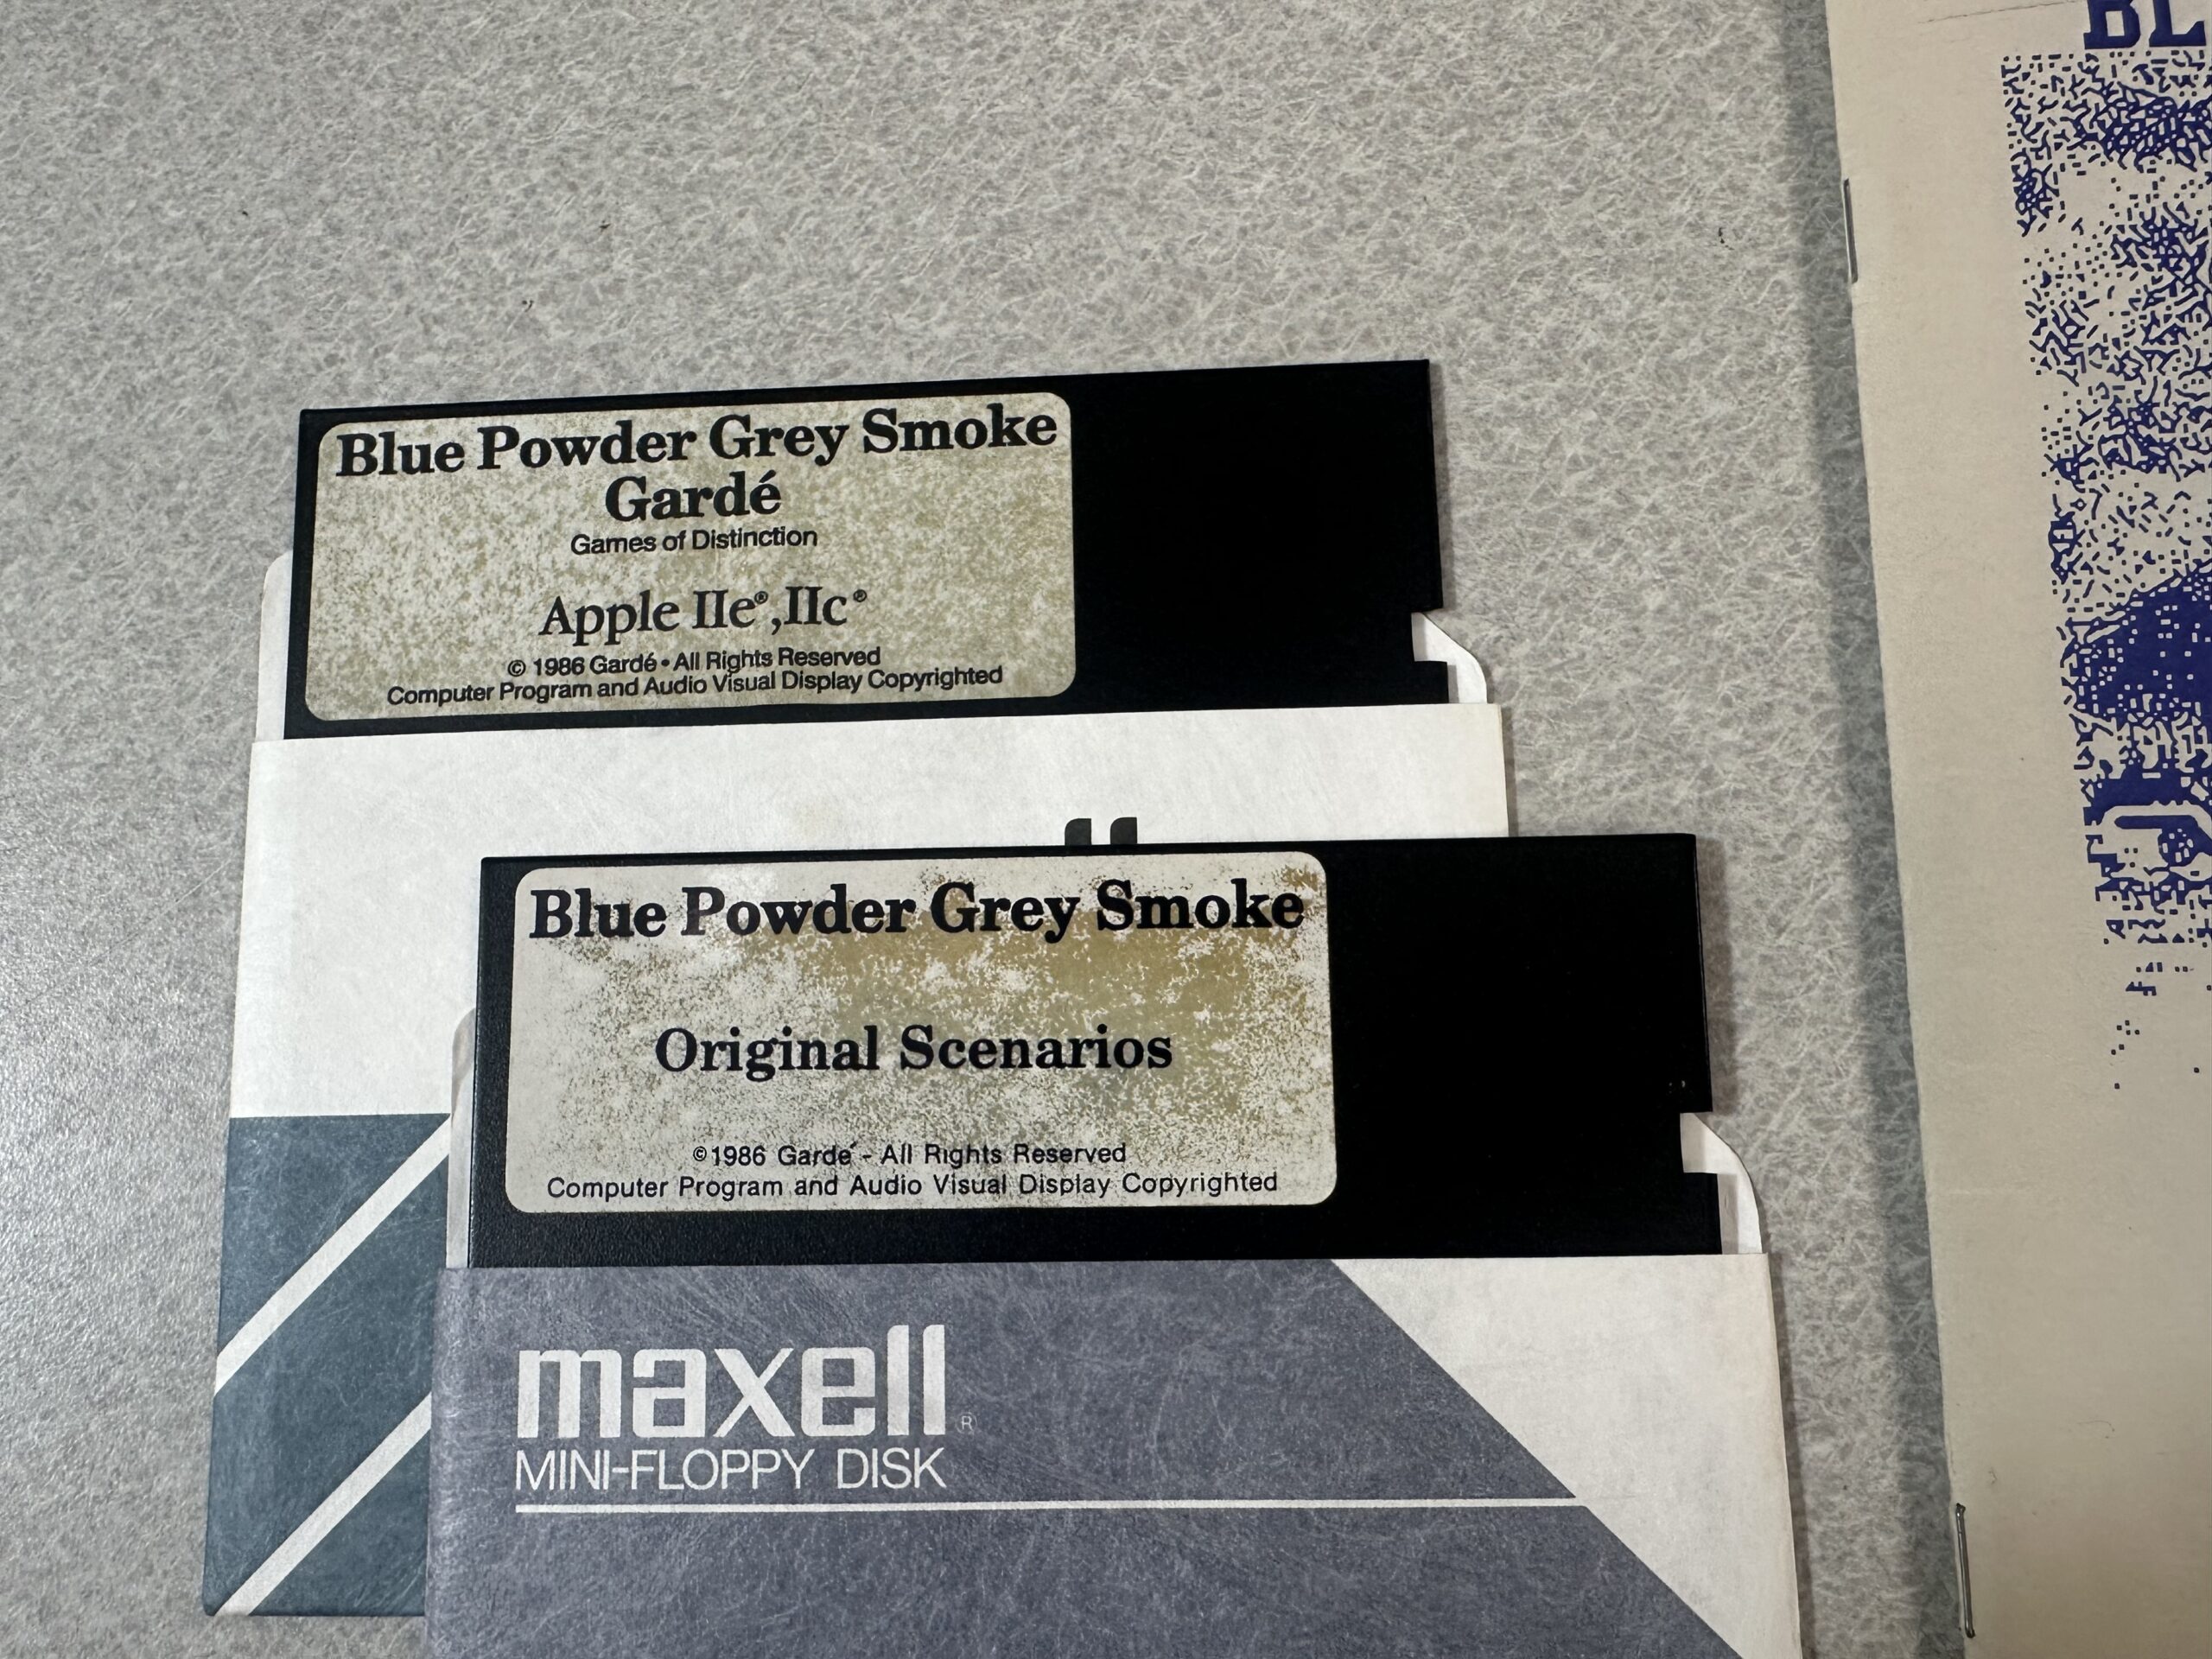 BL
Blue Powder Grey Smoke
Gardé
Games of Distinction
Apple IIe®, IIc®
© 1986 Gardé • All Rights Reserved
Computer Program and Audio Visual Display Copyrighted
Blue Powder Grey Smoke
Original Scenarios
©1986 Gardé - All Rights Reserved
Computer Program and Audio Visual Display Copyrighted
maxell®
MINI-FLOPPY DISK